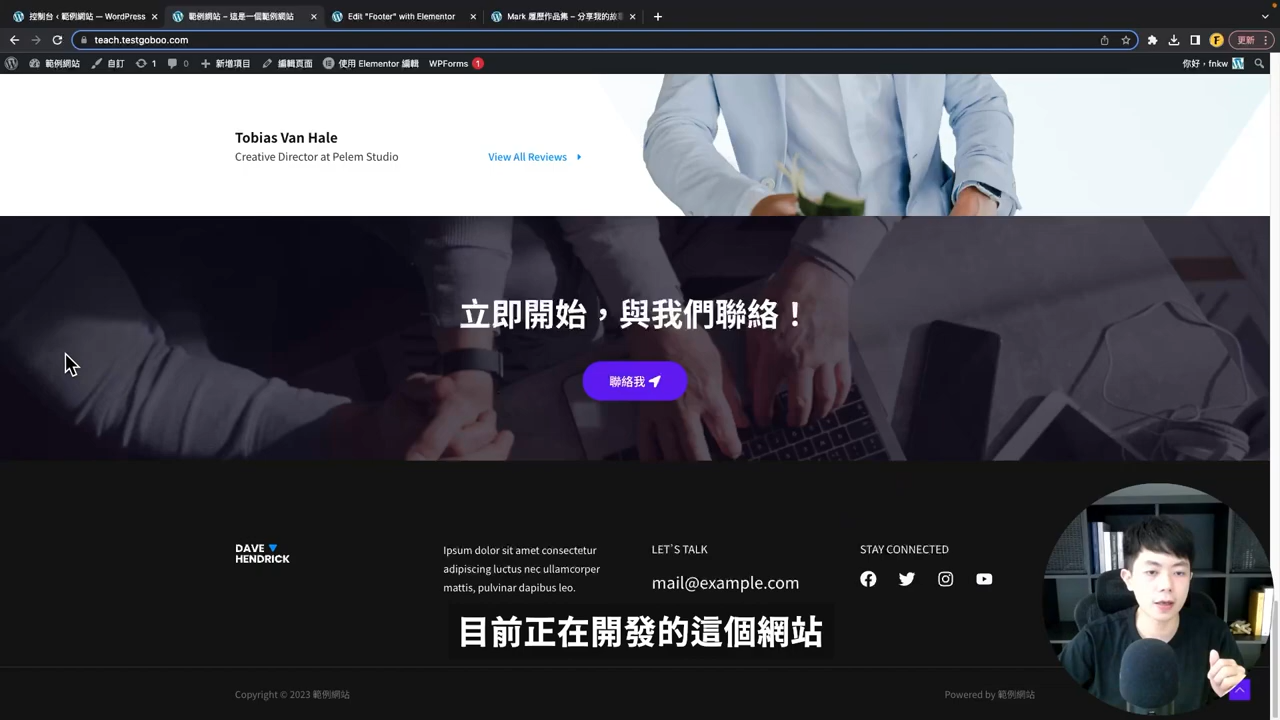 控制台 ‹ 範例網站 — WordPress
範例網站 – 這是一個範例網站
Edit "Footer" with Elementor
Mark 履歷作品集 – 分享我的故事
teach.testgoboo.com
更新
範例網站
自訂
1
0
新增項目
編輯頁面
使用 Elementor 編輯
WPForms 1
你好，fnkw
Tobias Van Hale
Creative Director at Pelem Studio
View All Reviews
立即開始，與我們聯絡！
聯絡我
DAVE
HENDRICK
Ipsum dolor sit amet consectetur
adipiscing luctus nec ullamcorper
mattis, pulvinar dapibus leo.
LET`S TALK
mail@example.com
STAY CONNECTED
目前正在開發的這個網站
Copyright © 2023 範例網站
Powered by 範例網站